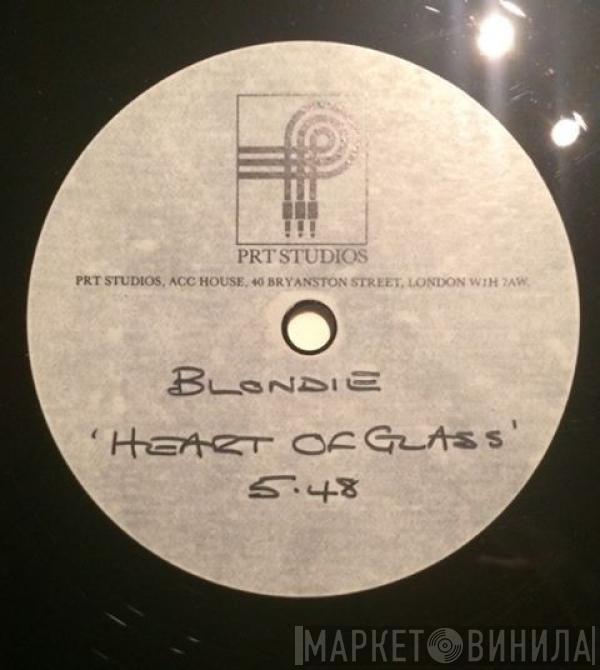 PRT STUDIOS
PRT STUDIOS, ACC HOUSE, 40 BRYANSTON STREET, LONDON W1H 7AW.
BLONDIE
'HEART OF GLASS'
5.48
МАРКЕТ ВИНИЛА